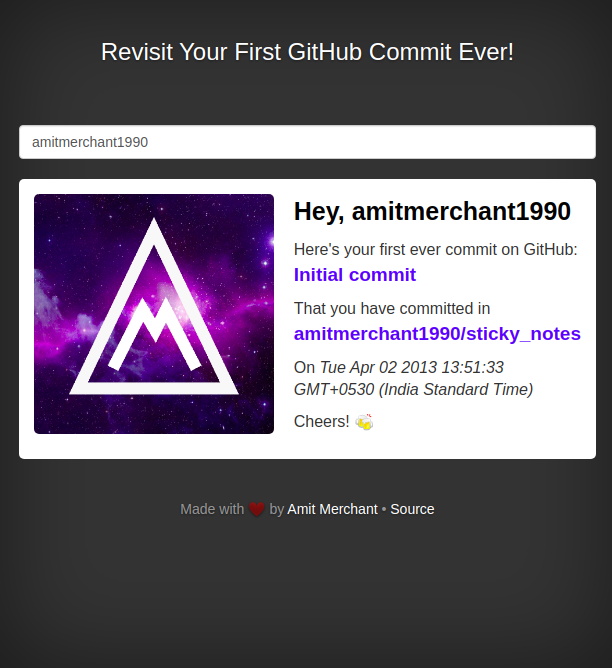 Revisit Your First GitHub Commit Ever!
amitmerchant1990
Hey, amitmerchant1990
Here's your first ever commit on GitHub:
Initial commit
That you have committed in
amitmerchant1990/sticky_notes
On Tue Apr 02 2013 13:51:33
GMT+0530 (India Standard Time)
Cheers! 🍻
Made with ❤️ by Amit Merchant • Source